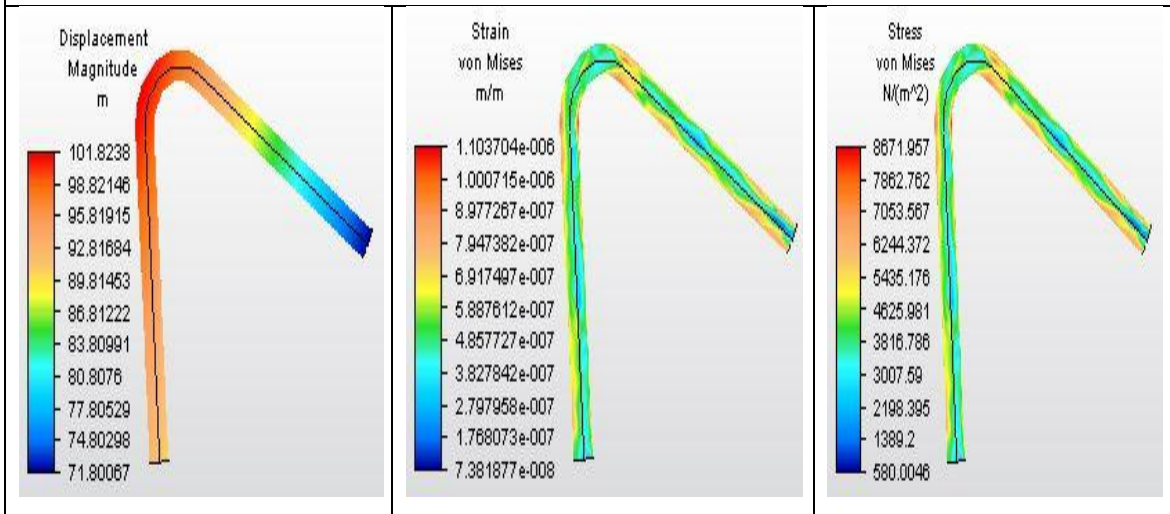 Displacement
Magnitude
m
101.8238
98.82146
95.81915
92.81684
89.81453
86.81222
83.80991
80.8076
77.80529
74.80298
71.80067
Strain
von Mises
m/m
1.103704e-006
1.000715e-006
8.977267e-007
7.947382e-007
6.917497e-007
5.887612e-007
4.857727e-007
3.827842e-007
2.797958e-007
1.768073e-007
7.381877e-008
Stress
von Mises
N/(m^2)
8671.957
7862.762
7053.567
6244.372
5435.176
4625.981
3816.786
3007.59
2198.395
1389.2
580.0046